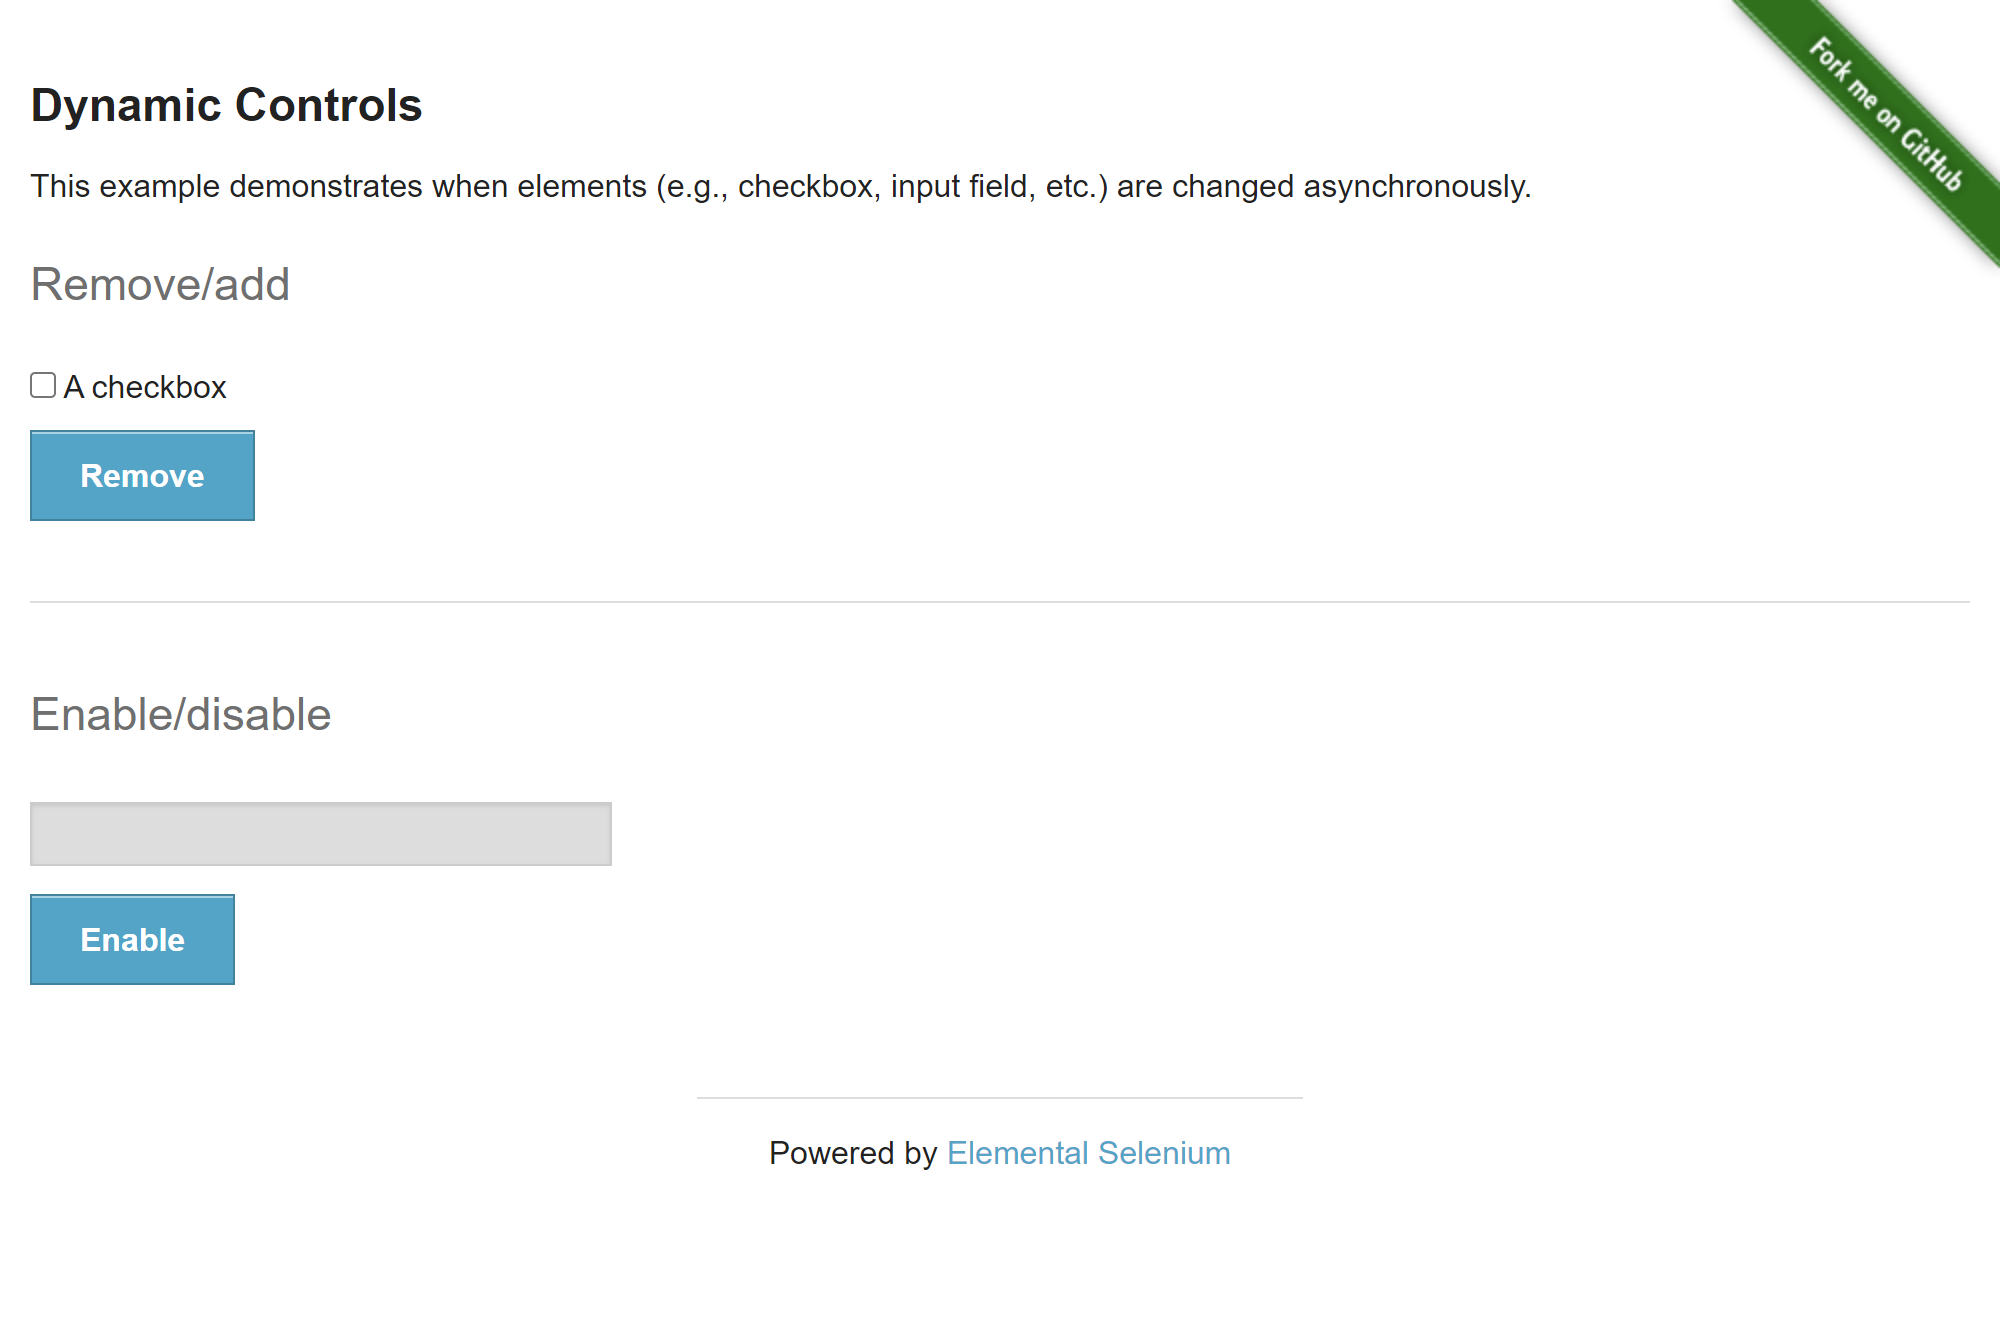 Fork me on GitHub
Dynamic Controls
This example demonstrates when elements (e.g., checkbox, input field, etc.) are changed asynchronously.
Remove/add
A checkbox
Remove
Enable/disable
Enable
Powered by Elemental Selenium